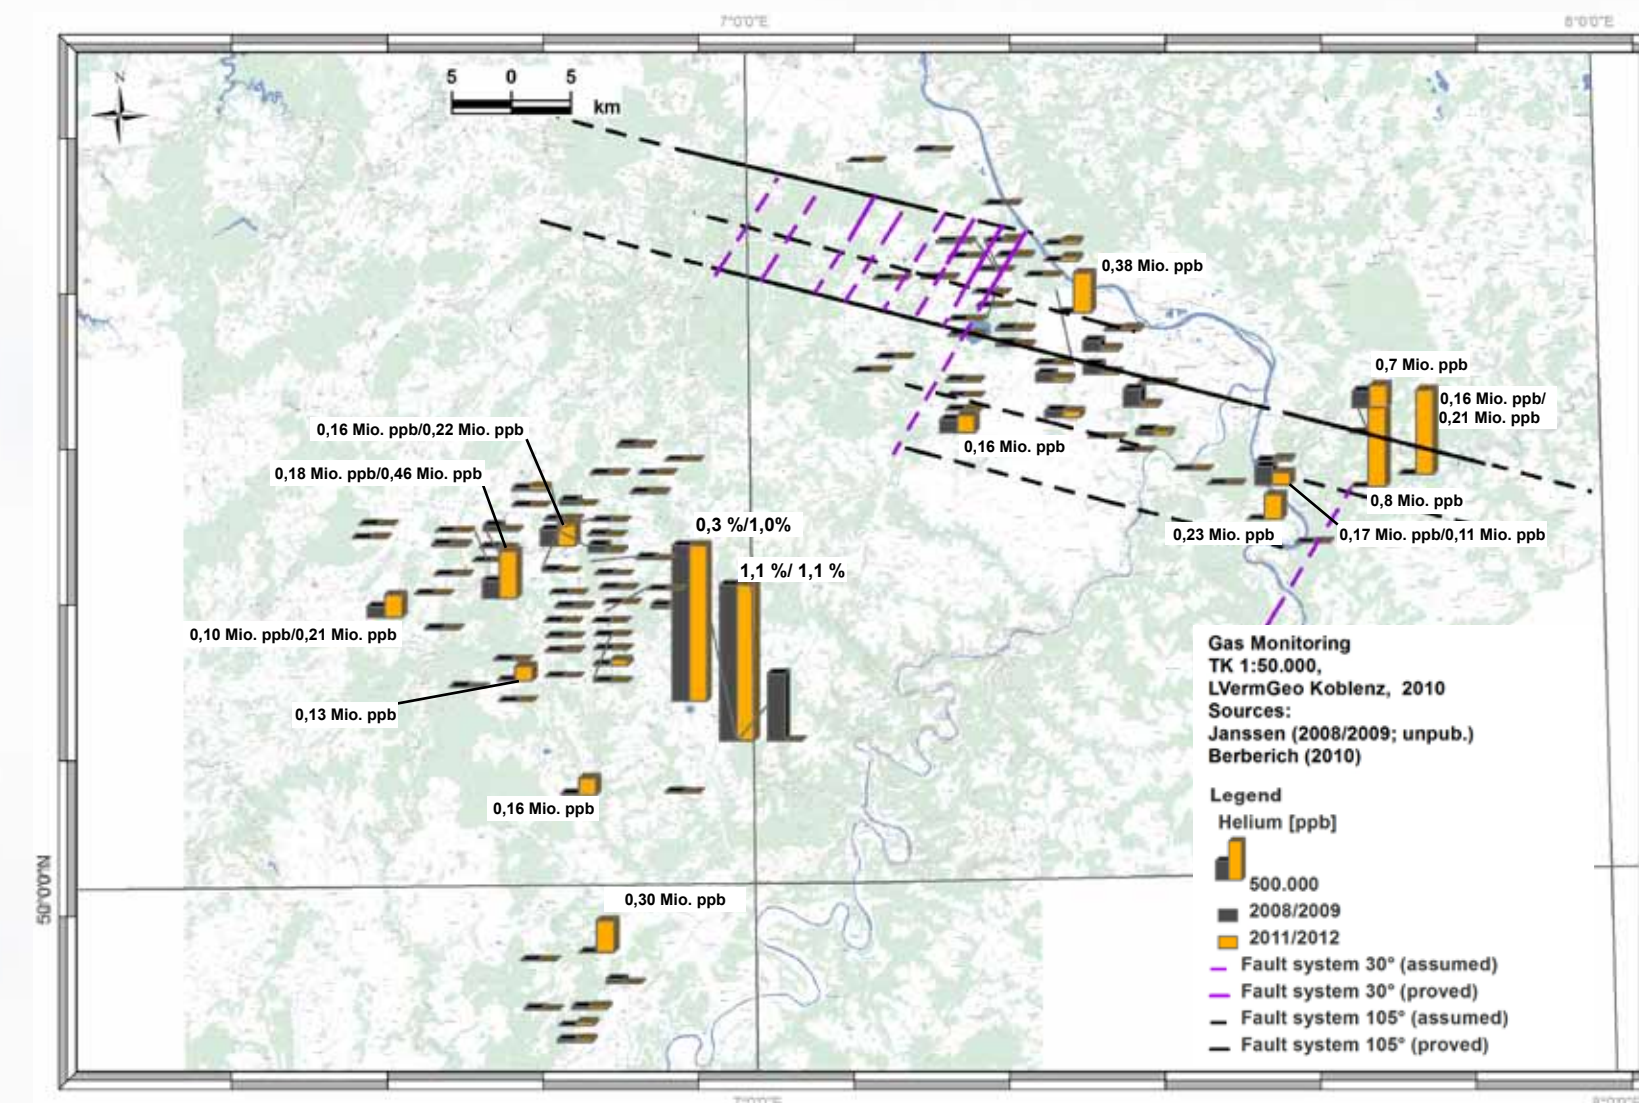 7°0'0"E
8°0'0"E
N
5 0 5
km
0,38 Mio. ppb
0,7 Mio. ppb
0,16 Mio. ppb/
0,21 Mio. ppb
0,16 Mio. ppb/0,22 Mio. ppb
0,16 Mio. ppb
0,18 Mio. ppb/0,46 Mio. ppb
0,8 Mio. ppb
0,3 %/1,0%
0,23 Mio. ppb
0,17 Mio. ppb/0,11 Mio. ppb
1,1 %/ 1,1 %
0,10 Mio. ppb/0,21 Mio. ppb
0,13 Mio. ppb
0,16 Mio. ppb
0,30 Mio. ppb
50°0'0"N
Gas Monitoring
TK 1:50.000,
LVermGeo Koblenz, 2010
Sources:
Janssen (2008/2009; unpub.)
Berberich (2010)
Legend
Helium [ppb]
500.000
2008/2009
2011/2012
Fault system 30° (assumed)
Fault system 30° (proved)
Fault system 105° (assumed)
Fault system 105° (proved)
7°0'0"E
8°0'0"E